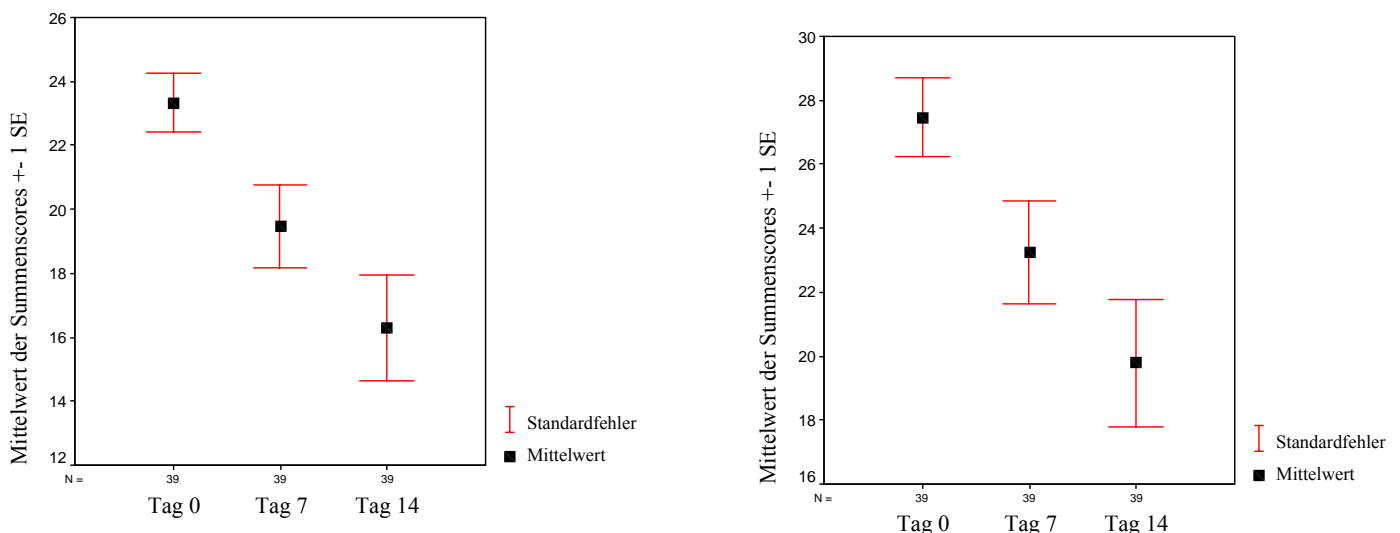 Mittelwert der Summenscores +- 1 SE
26
24
22
20
18
16
14
12
N = 39 39 39
Tag 0 Tag 7 Tag 14
Standardfehler
Mittelwert
Mittelwert der Summenscores +- 1 SE
30
28
26
24
22
20
18
16
N = 39 39 39
Tag 0 Tag 7 Tag 14
Standardfehler
Mittelwert